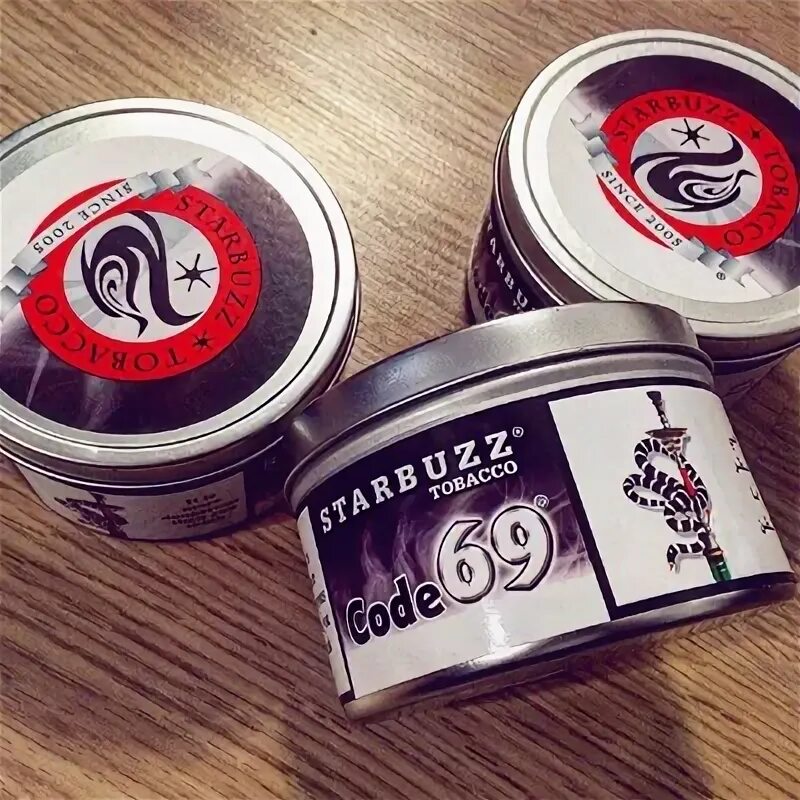 SINCE 2005
STARBUZZ
TOBACCO
STARBUZZ
TOBACCO
SINCE 2005
®
STARBUZZ®
TOBACCO
Code 69®